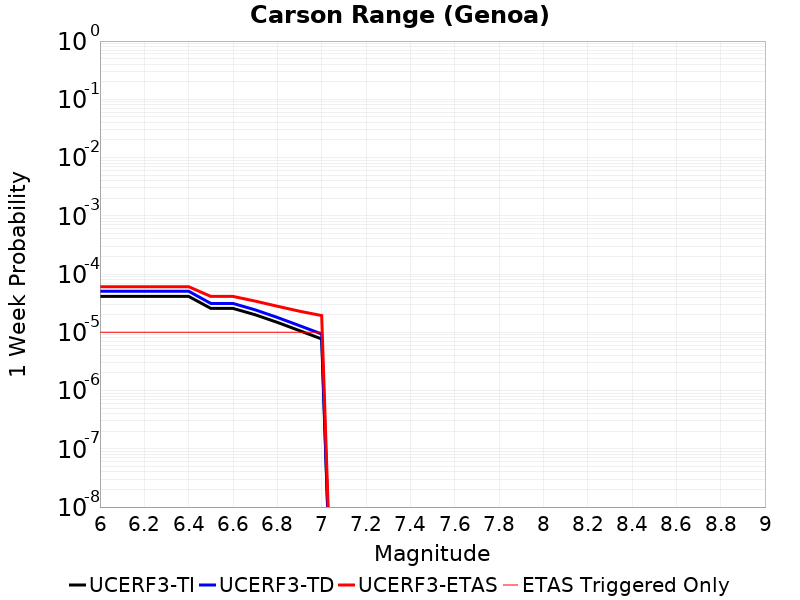 Carson Range (Genoa)
1 Week Probability
10^0
10^-1
10^-2
10^-3
10^-4
10^-5
10^-6
10^-7
10^-8
6 6.2 6.4 6.6 6.8 7 7.2 7.4 7.6 7.8 8 8.2 8.4 8.6 8.8 9
Magnitude
UCERF3-TI UCERF3-TD UCERF3-ETAS ETAS Triggered Only